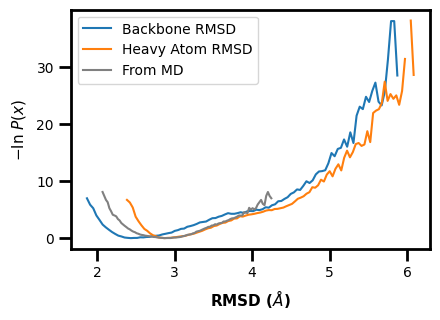 Backbone RMSD
Heavy Atom RMSD
From MD
−ln P(x)
30
20
10
0
2
3
4
5
6
RMSD (Å)